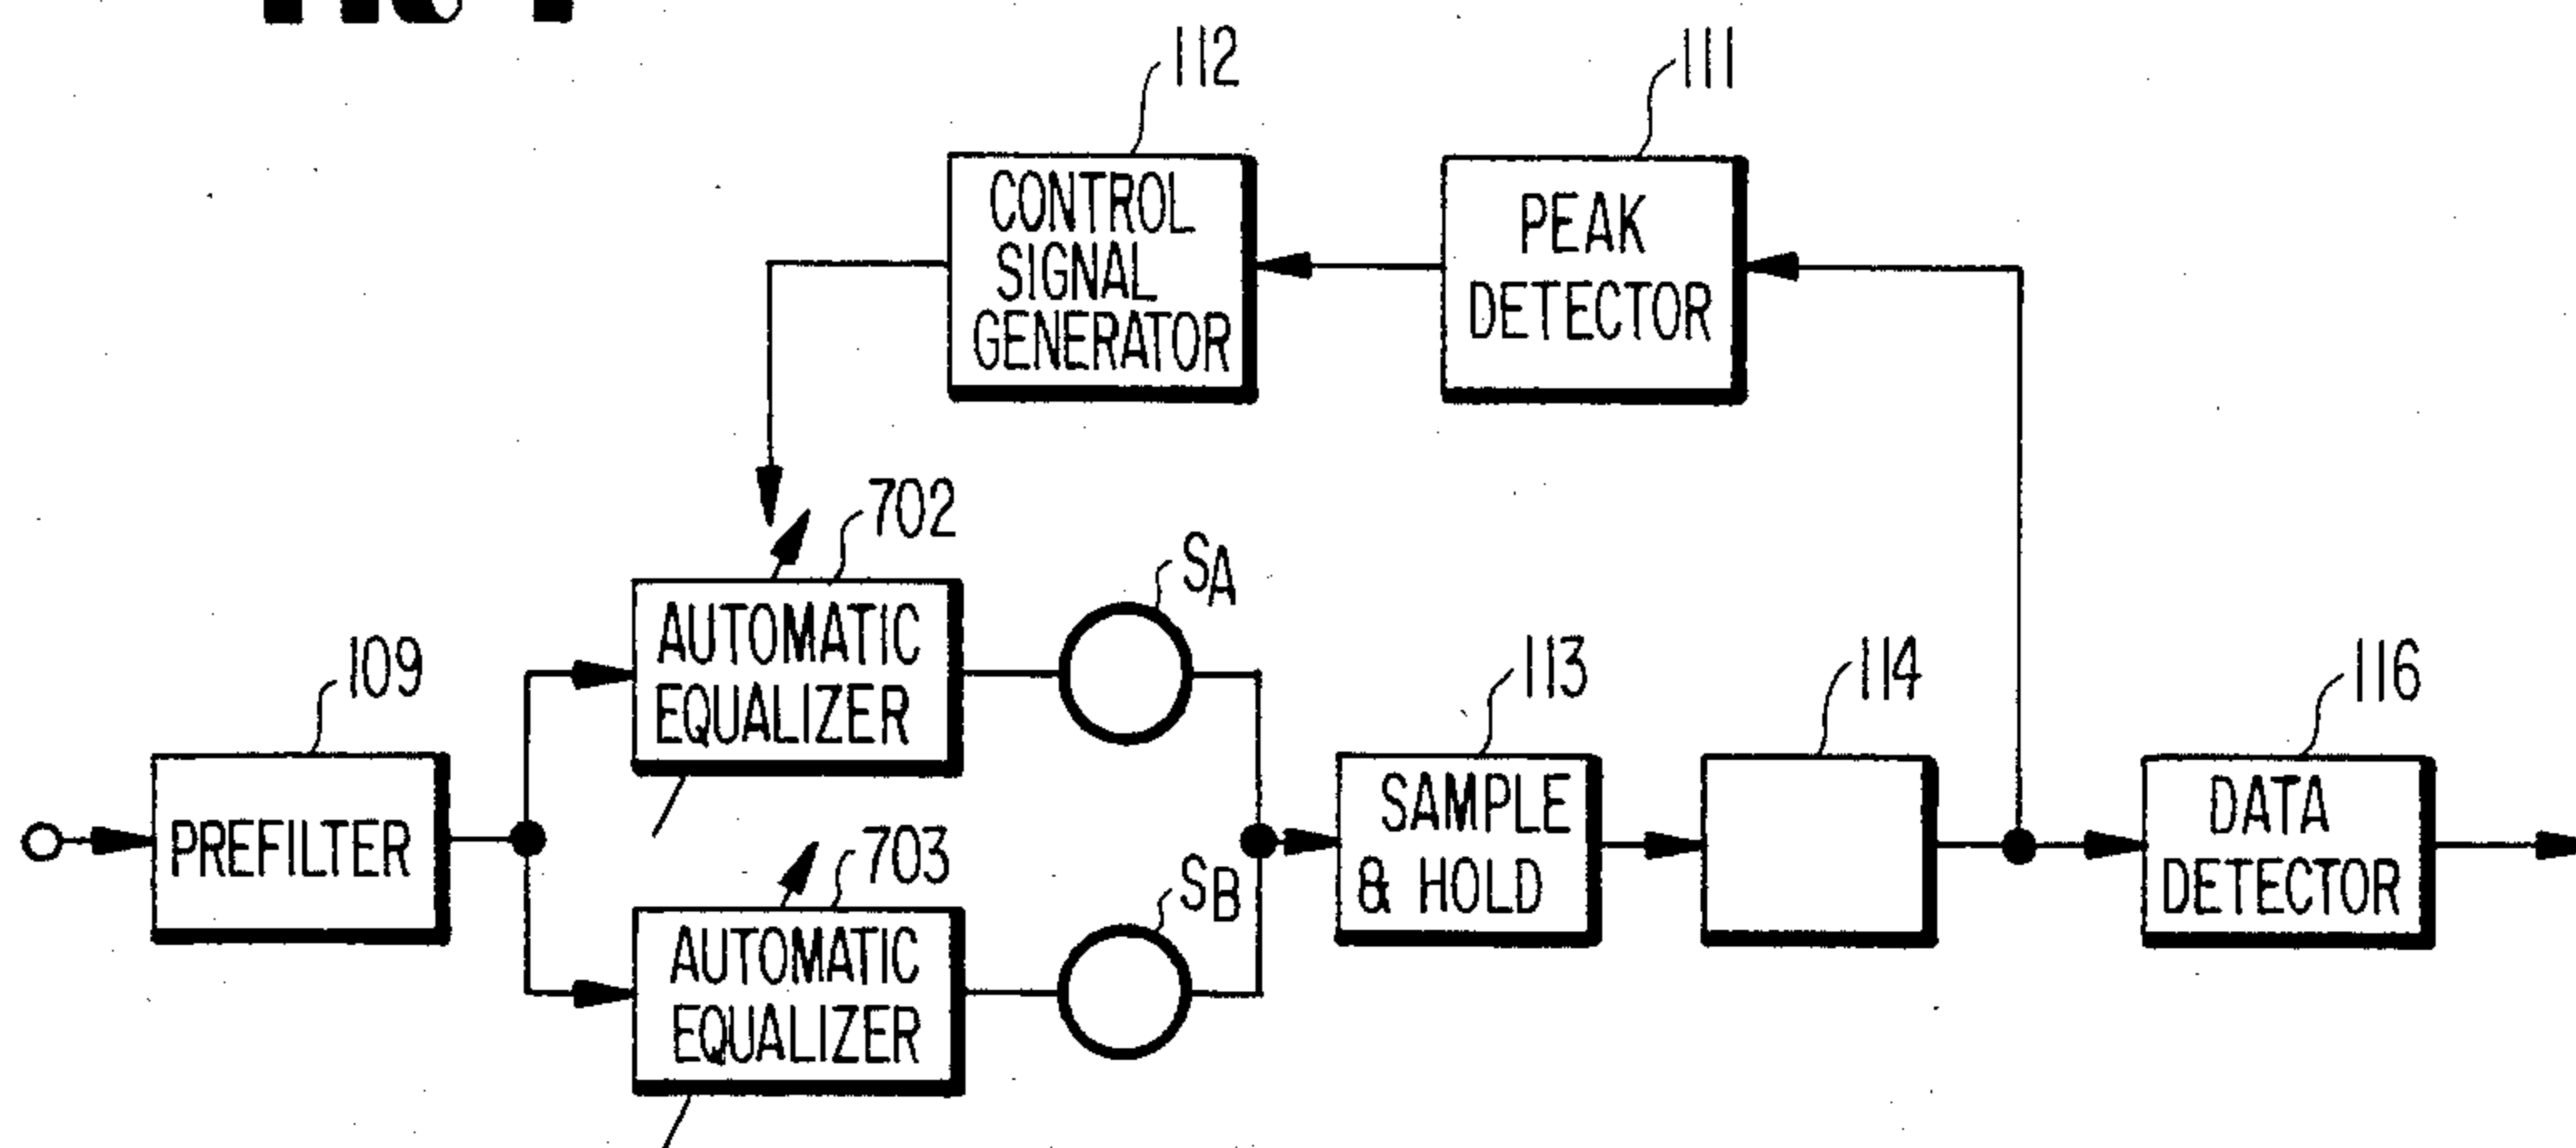 112
111
CONTROL
SIGNAL
GENERATOR
PEAK
DETECTOR
702
SA
AUTOMATIC
EQUALIZER
109
PREFILTER
703
SB
AUTOMATIC
EQUALIZER
113
SAMPLE
& HOLD
114
116
DATA
DETECTOR